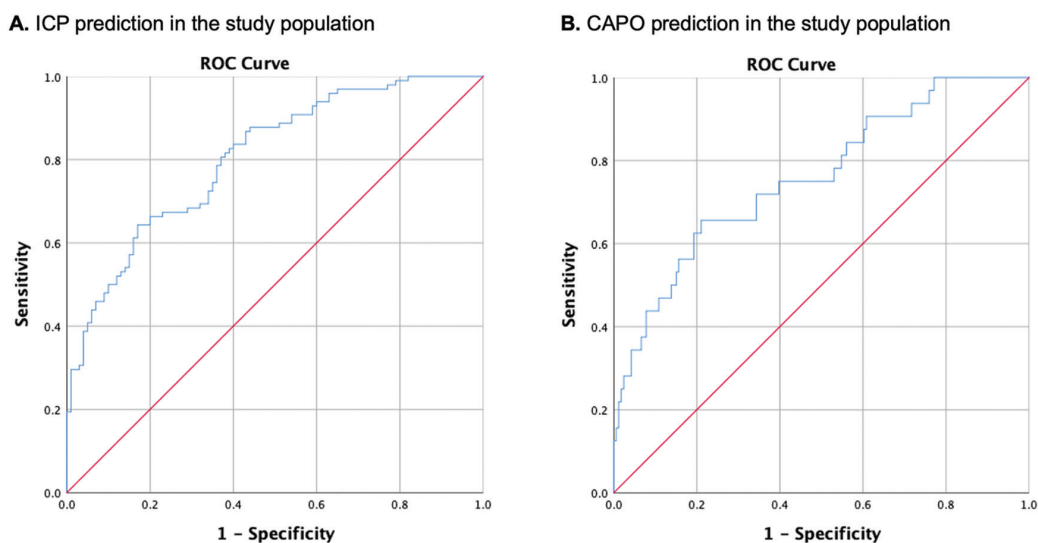 A. ICP prediction in the study population
ROC Curve
1.0
0.8
0.6
0.4
0.2
0.0
Sensitivity
0.0 0.2 0.4 0.6 0.8 1.0
1 – Specificity
B. CAPO prediction in the study population
ROC Curve
1.0
0.8
0.6
0.4
0.2
0.0
Sensitivity
0.0 0.2 0.4 0.6 0.8 1.0
1 – Specificity